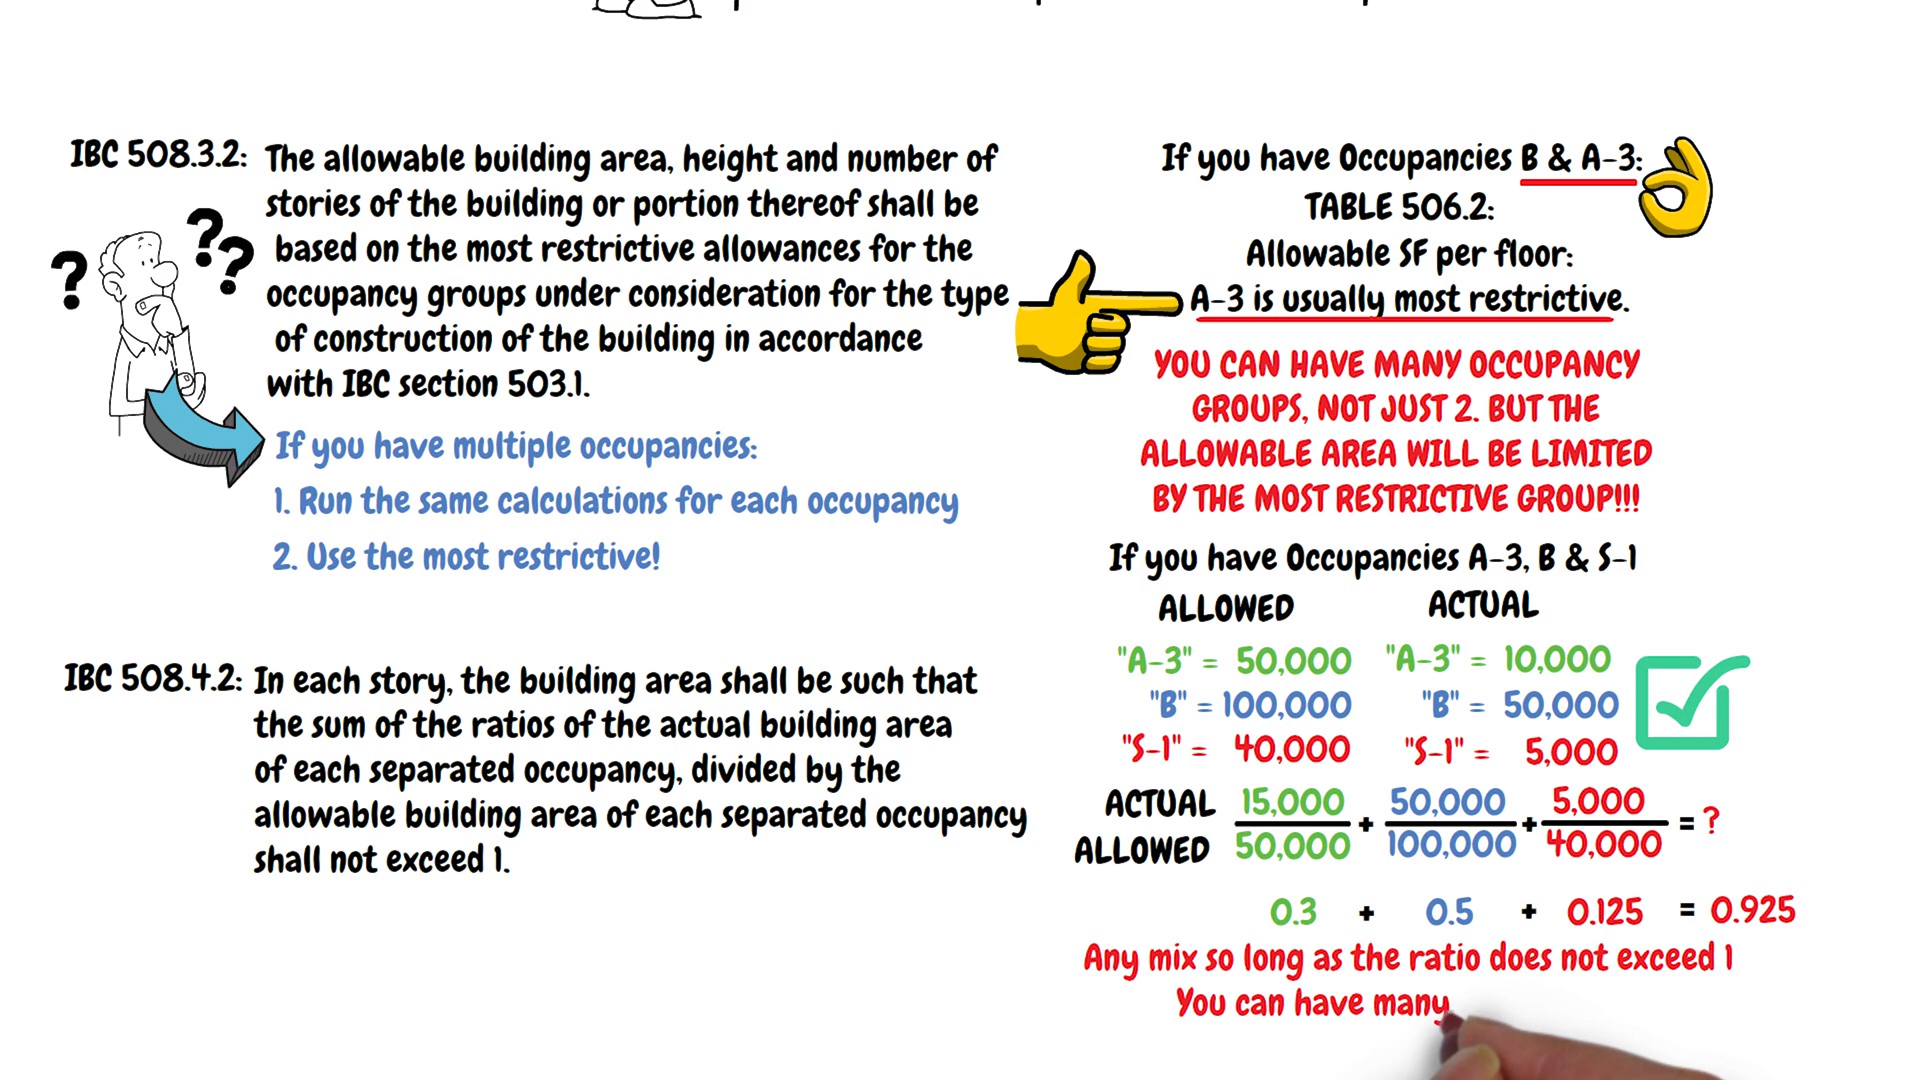 IBC 508.3.2: The allowable building area, height and number of
stories of the building or portion thereof shall be
based on the most restrictive allowances for the
occupancy groups under consideration for the type
of construction of the building in accordance
with IBC section 503.1.
? ? ?
If you have multiple occupancies:
1. Run the same calculations for each occupancy
2. Use the most restrictive!
IBC 508.4.2: In each story, the building area shall be such that
the sum of the ratios of the actual building area
of each separated occupancy, divided by the
allowable building area of each separated occupancy
shall not exceed 1.
If you have Occupancies B & A-3:
TABLE 506.2:
Allowable SF per floor:
A-3 is usually most restrictive.
YOU CAN HAVE MANY OCCUPANCY
GROUPS, NOT JUST 2. BUT THE
ALLOWABLE AREA WILL BE LIMITED
BY THE MOST RESTRICTIVE GROUP!!!
If you have Occupancies A-3, B & S-1
ALLOWED ACTUAL
"A-3" = 50,000 "A-3" = 10,000
"B" = 100,000 "B" = 50,000
"S-1" = 40,000 "S-1" = 5,000
ACTUAL 15,000 + 50,000 + 5,000 = ?
ALLOWED 50,000 100,000 40,000
0.3 + 0.5 + 0.125 = 0.925
Any mix so long as the ratio does not exceed 1
You can have many